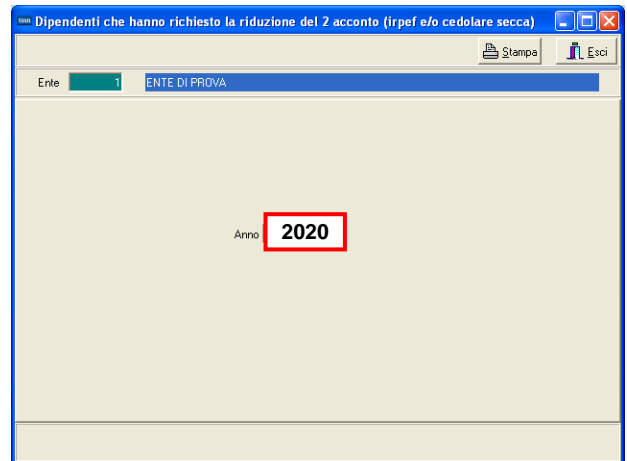 Dipendenti che hanno richiesto la riduzione del 2 acconto (irpef e/o cedolare secca)
Stampa Esci
Ente 1 ENTE DI PROVA
Anno 2020